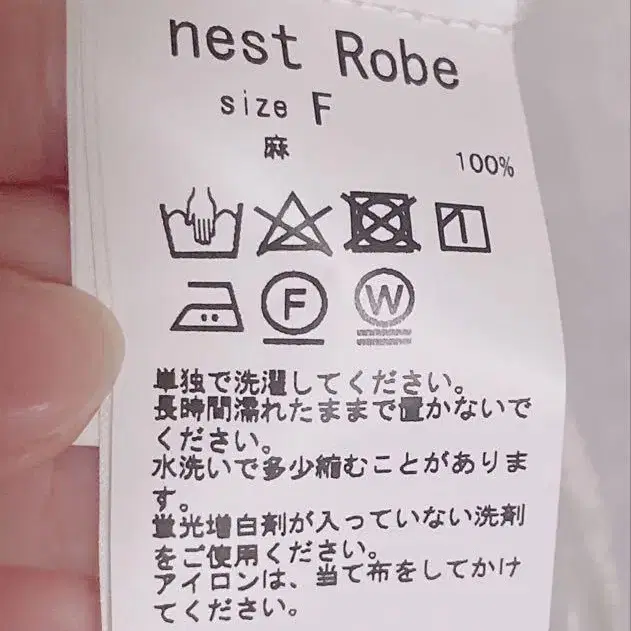 nest Robe
size F
麻
100%
F W
単独で洗濯してください。
長時間濡れたままで置かないで
ください。
水洗いで多少縮むことがありま
す。
蛍光増白剤が入っていない洗剤
をご使用ください。
アイロンは、当て布をしてかけ
てください。